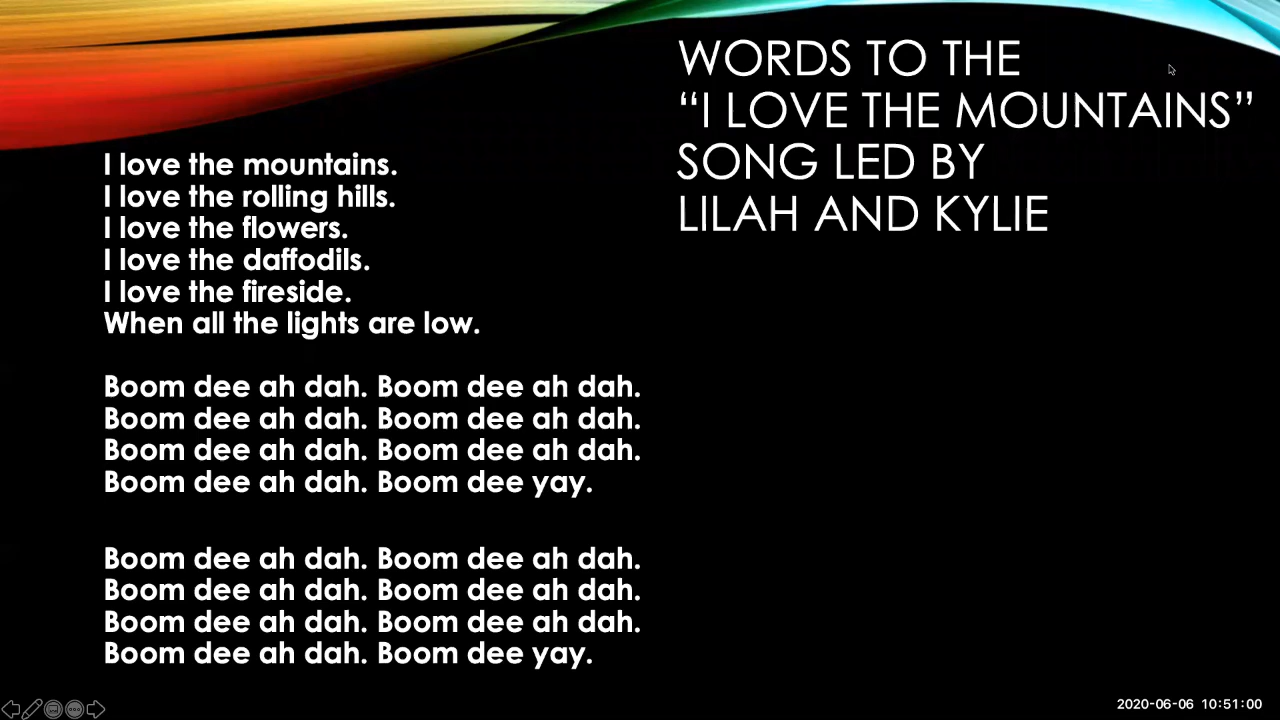 WORDS TO THE
“I LOVE THE MOUNTAINS”
SONG LED BY
LILAH AND KYLIE
I love the mountains.
I love the rolling hills.
I love the flowers.
I love the daffodils.
I love the fireside.
When all the lights are low.
Boom dee ah dah. Boom dee ah dah.
Boom dee ah dah. Boom dee ah dah.
Boom dee ah dah. Boom dee ah dah.
Boom dee ah dah. Boom dee yay.
Boom dee ah dah. Boom dee ah dah.
Boom dee ah dah. Boom dee ah dah.
Boom dee ah dah. Boom dee ah dah.
Boom dee ah dah. Boom dee yay.
2020-06-06 10:51:00